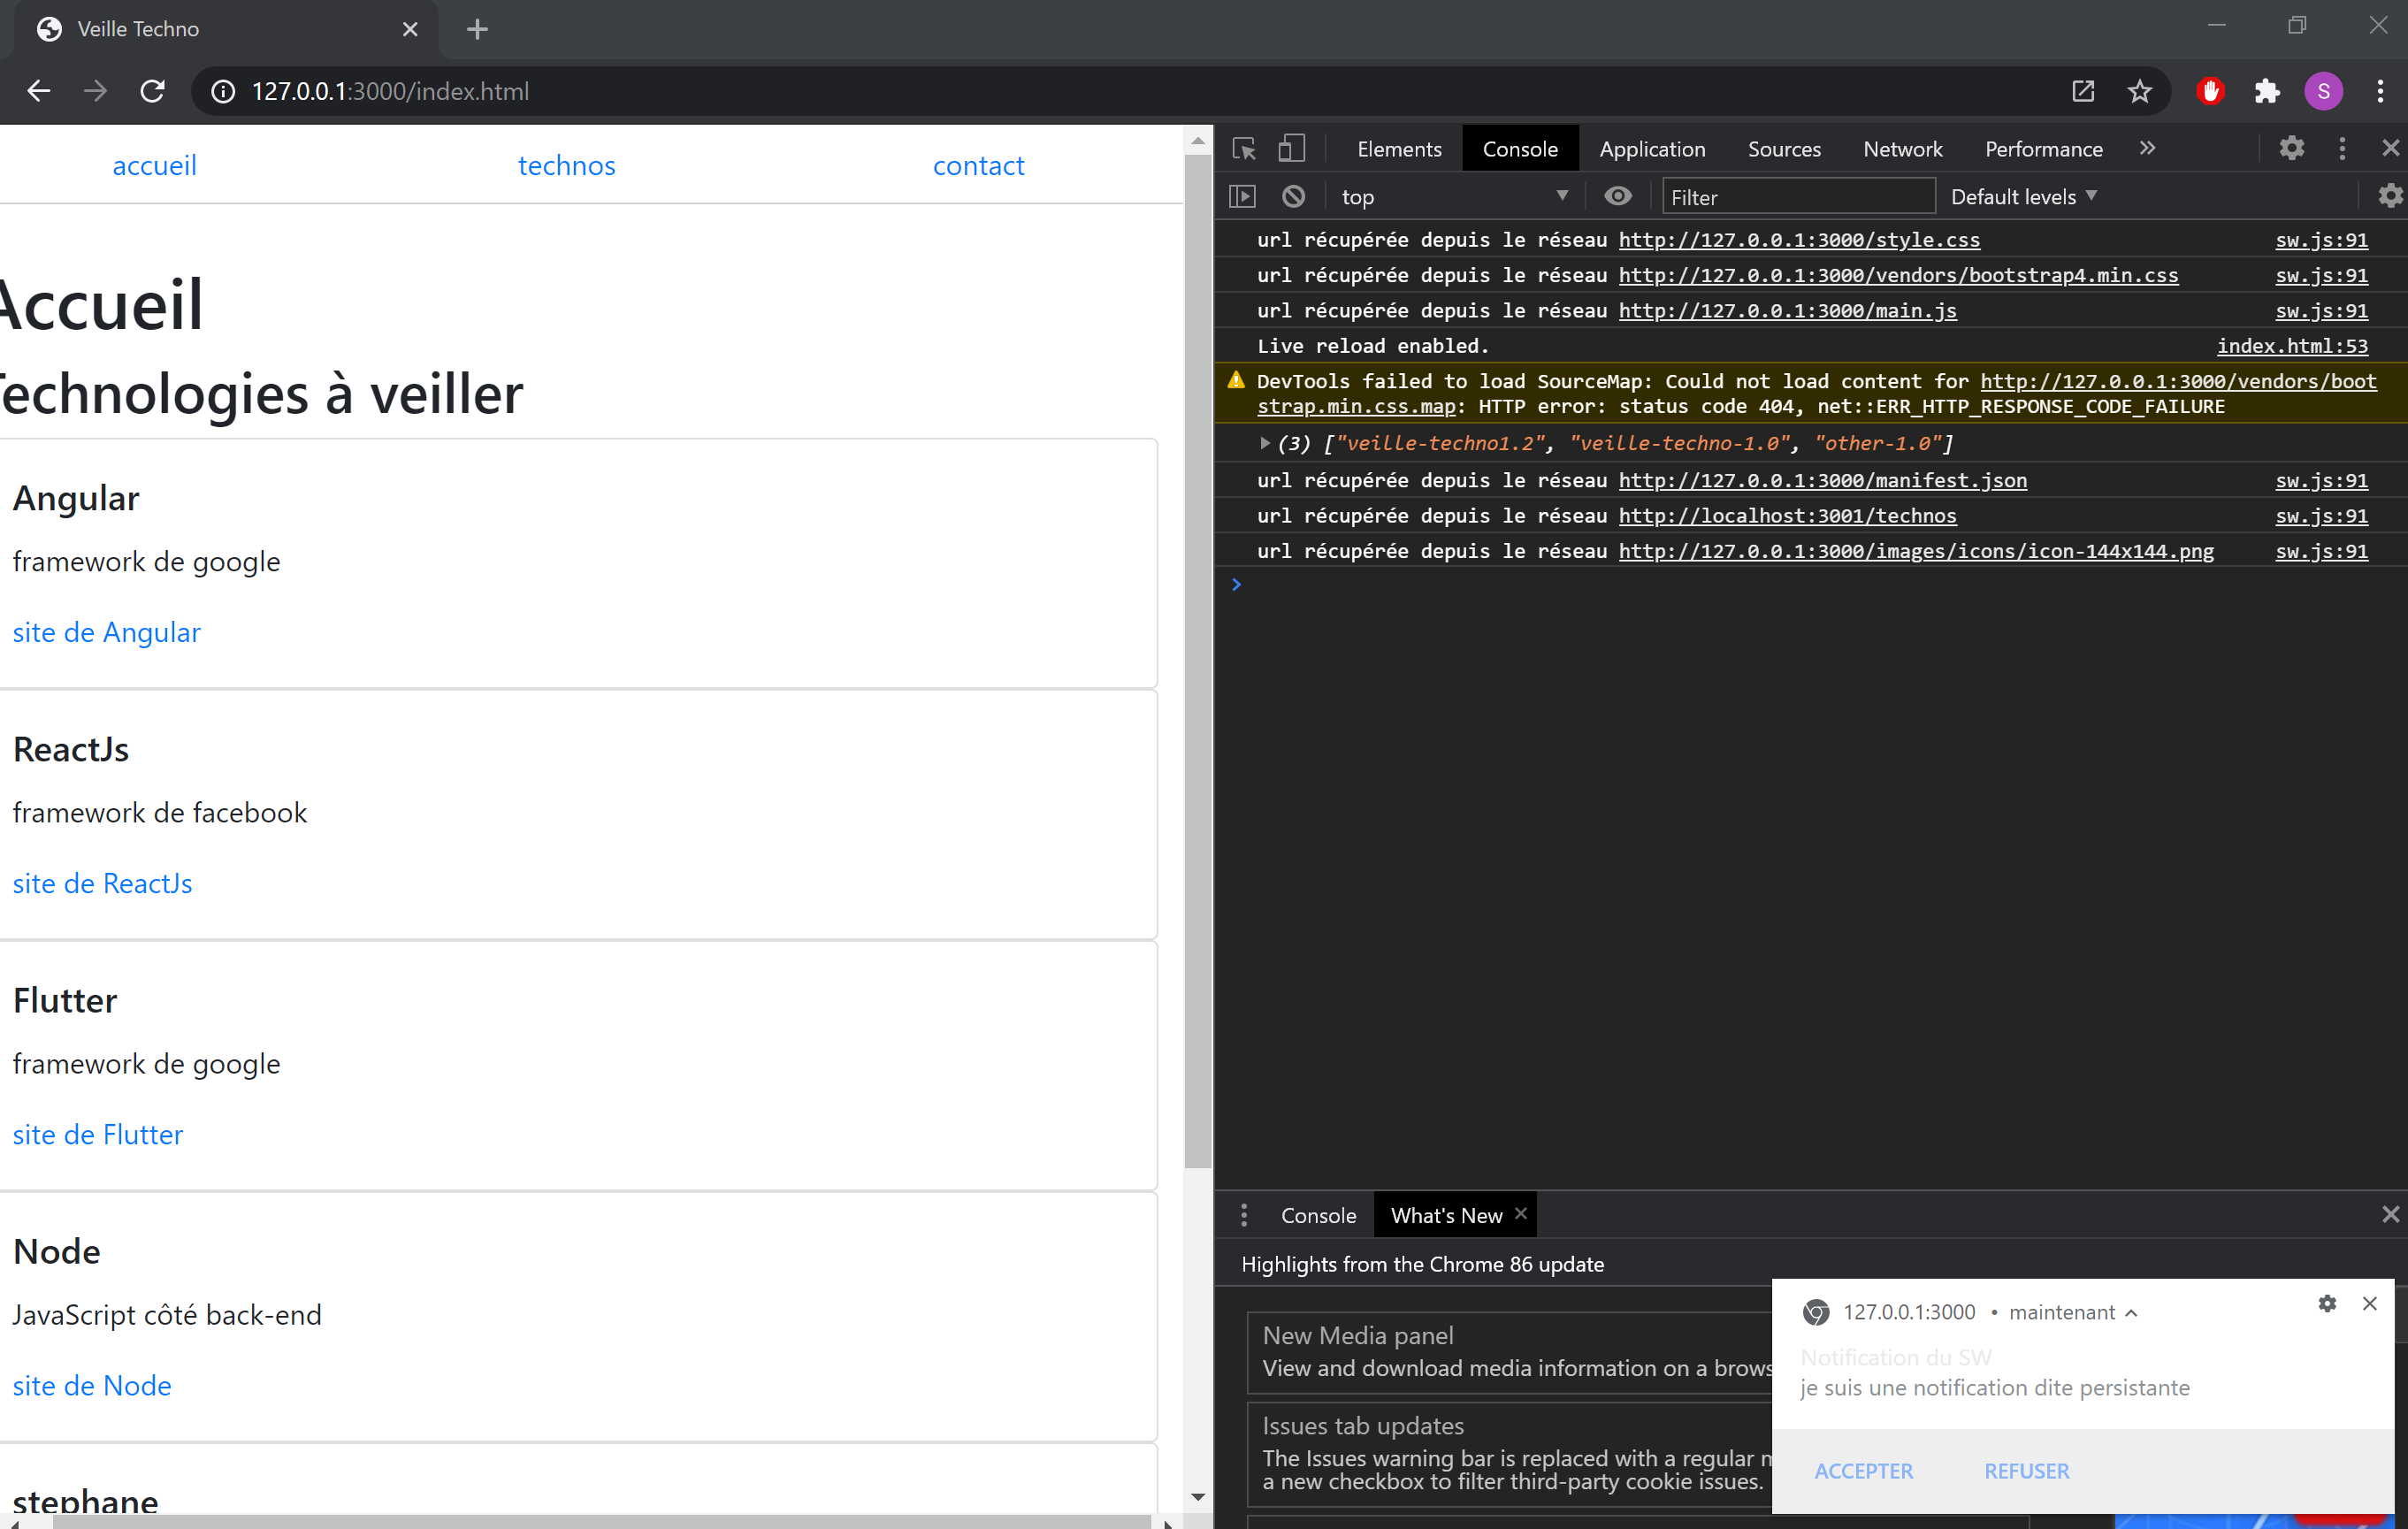 Veille Techno
127.0.0.1:3000/index.html
S
accueil
technos
contact
Accueil
Technologies à veiller
Angular
framework de google
site de Angular
ReactJs
framework de facebook
site de ReactJs
Flutter
framework de google
site de Flutter
Node
JavaScript côté back-end
site de Node
stephane
Elements
Console
Application
Sources
Network
Performance
top
Filter
Default levels
url récupérée depuis le réseau http://127.0.0.1:3000/style.css sw.js:91
url récupérée depuis le réseau http://127.0.0.1:3000/vendors/bootstrap4.min.css sw.js:91
url récupérée depuis le réseau http://127.0.0.1:3000/main.js sw.js:91
Live reload enabled. index.html:53
DevTools failed to load SourceMap: Could not load content for http://127.0.0.1:3000/vendors/boot
strap.min.css.map: HTTP error: status code 404, net::ERR_HTTP_RESPONSE_CODE_FAILURE
(3) ["veille-techno1.2", "veille-techno-1.0", "other-1.0"]
url récupérée depuis le réseau http://127.0.0.1:3000/manifest.json sw.js:91
url récupérée depuis le réseau http://localhost:3001/technos sw.js:91
url récupérée depuis le réseau http://127.0.0.1:3000/images/icons/icon-144x144.png sw.js:91
Console
What's New
Highlights from the Chrome 86 update
New Media panel
View and download media information on a brows
Issues tab updates
The Issues warning bar is replaced with a regular
a new checkbox to filter third-party cookie issues.
127.0.0.1:3000 • maintenant
Notification du SW
je suis une notification dite persistante
ACCEPTER
REFUSER